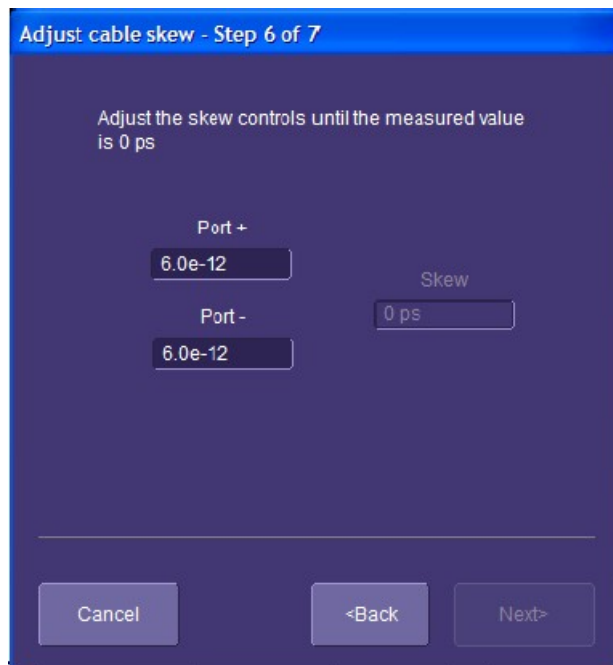 Adjust cable skew - Step 6 of 7
Adjust the skew controls until the measured value
is 0 ps
Port +
6.0e-12
Skew
0 ps
Port -
6.0e-12
Cancel
<Back
Next>